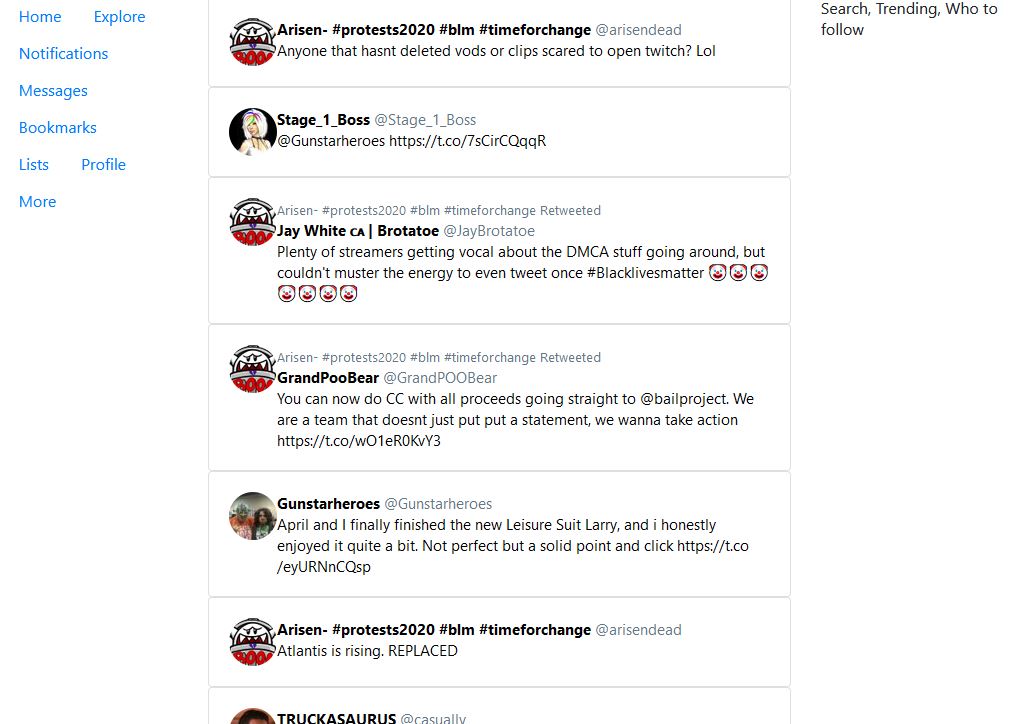 Home Explore
Notifications
Messages
Bookmarks
Lists Profile
More
Arisen- #protests2020 #blm #timeforchange @arisendead
Anyone that hasnt deleted vods or clips scared to open twitch? Lol
Stage_1_Boss @Stage_1_Boss
@Gunstarheroes https://t.co/7sCirCQqqR
Arisen- #protests2020 #blm #timeforchange Retweeted
Jay White ᴄᴀ | Brotatoe @JayBrotatoe
Plenty of streamers getting vocal about the DMCA stuff going around, but
couldn't muster the energy to even tweet once #Blacklivesmatter 🤡🤡🤡
🤡🤡🤡🤡
Arisen- #protests2020 #blm #timeforchange Retweeted
GrandPooBear @GrandPOOBear
You can now do CC with all proceeds going straight to @bailproject. We
are a team that doesnt just put put a statement, we wanna take action
https://t.co/wO1eR0KvY3
Gunstarheroes @Gunstarheroes
April and I finally finished the new Leisure Suit Larry, and i honestly
enjoyed it quite a bit. Not perfect but a solid point and click https://t.co
/eyURNnCQsp
Arisen- #protests2020 #blm #timeforchange @arisendead
Atlantis is rising. REPLACED
TRUCKASAURUS @casually
Search, Trending, Who to
follow